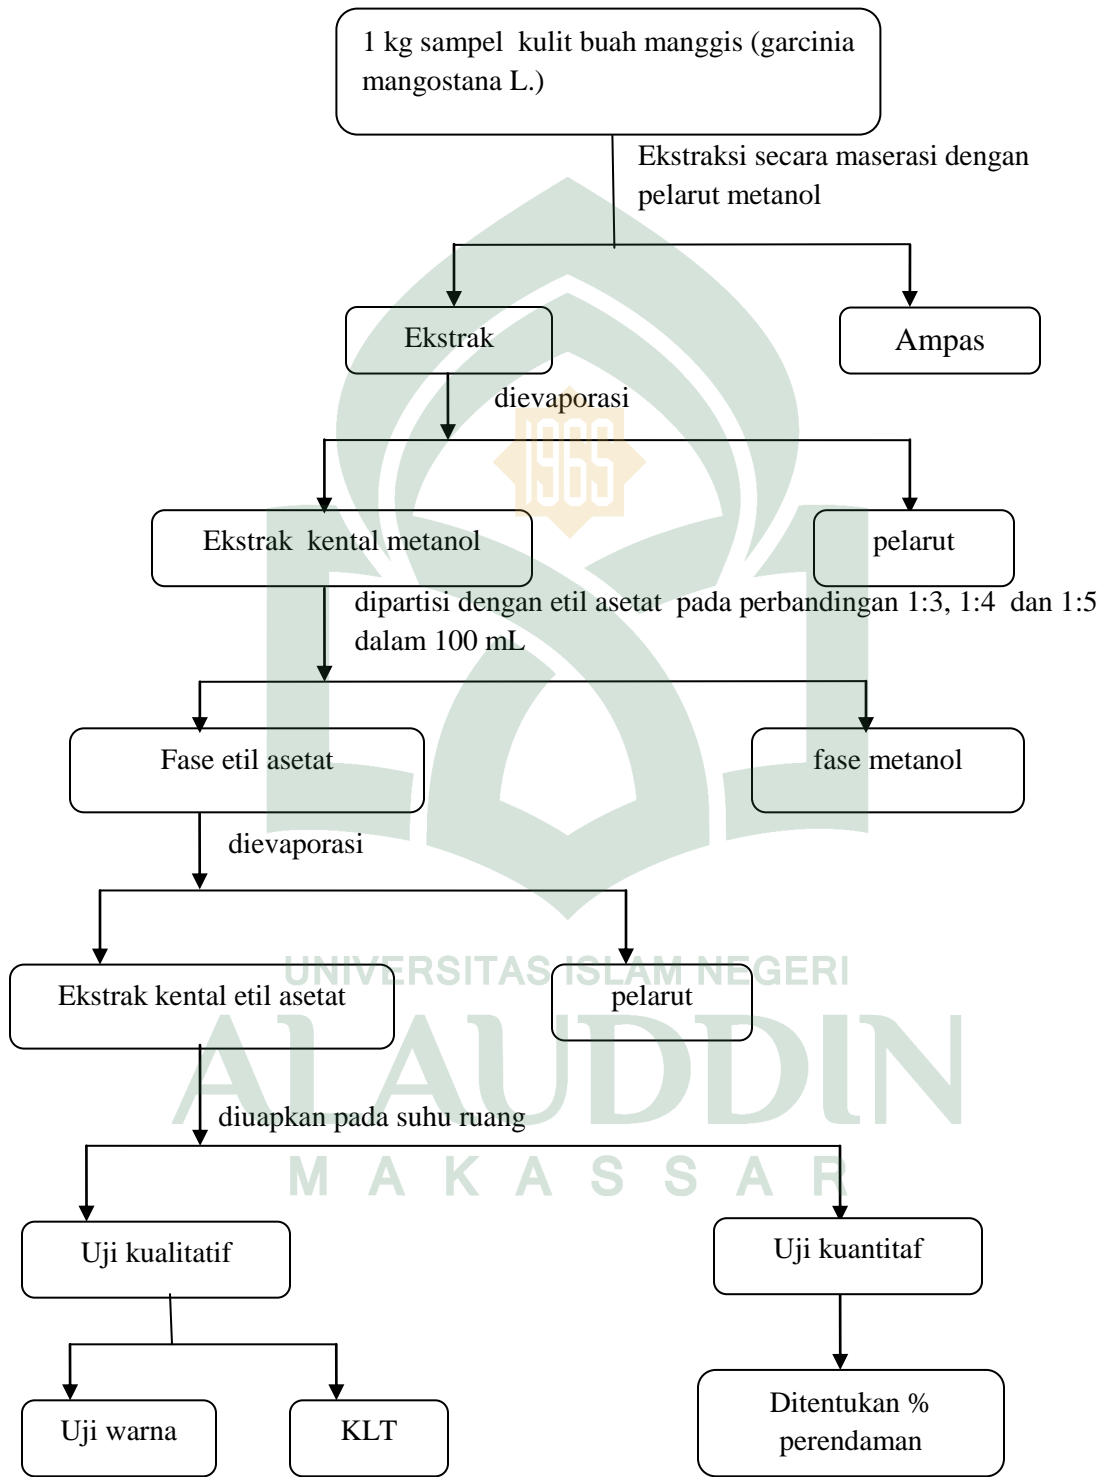 1 kg sampel kulit buah manggis (garcinia
mangostana L.)
Ekstraksi secara maserasi dengan
pelarut metanol
Ekstrak
Ampas
dievaporasi
1965
Ekstrak kental metanol
pelarut
dipartisi dengan etil asetat pada perbandingan 1:3, 1:4 dan 1:5
dalam 100 mL
Fase etil asetat
fase metanol
dievaporasi
UNIVERSITAS ISLAM NEGERI
Ekstrak kental etil asetat
pelarut
ALAUDDIN
diuapkan pada suhu ruang
MAKASSAR
Uji kualitatif
Uji kuantitaf
Uji warna
KLT
Ditentukan %
perendaman